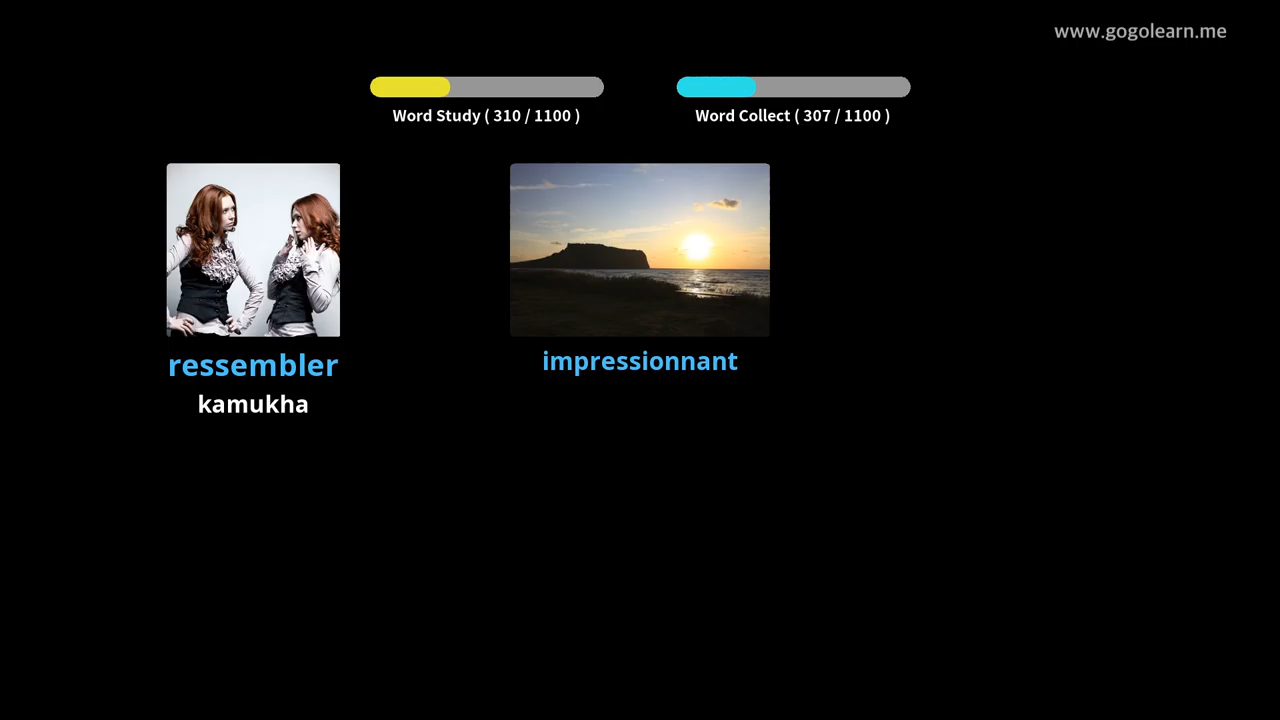 www.gogolearn.me
Word Study ( 310 / 1100 )
Word Collect ( 307 / 1100 )
ressembler
kamukha
impressionnant